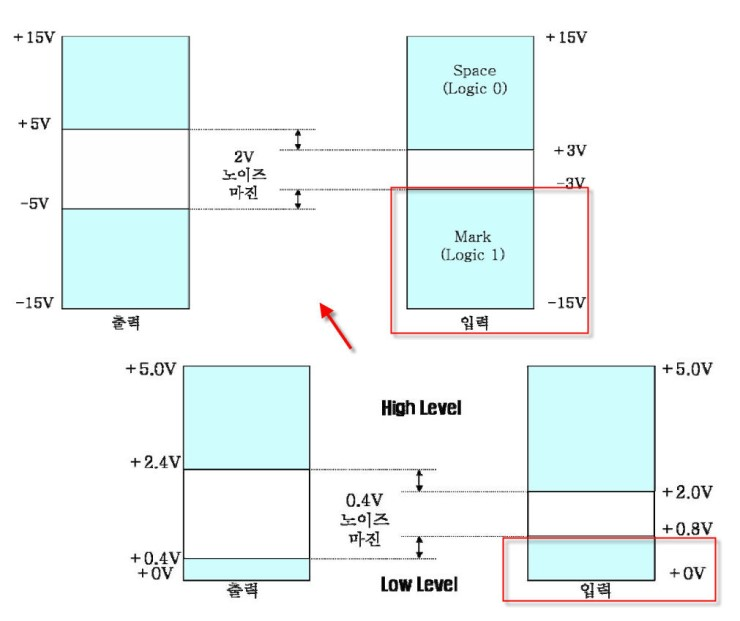 +15V
+15V
Space
(Logic 0)
+5V
+3V
2V
노이즈
마진
-3V
-5V
Mark
(Logic 1)
-15V
-15V
출력
입력
+5.0V
+5.0V
High Level
+2.4V
+2.0V
0.4V
노이즈
마진
+0.8V
+0.4V
+0V
+0V
Low Level
출력
입력